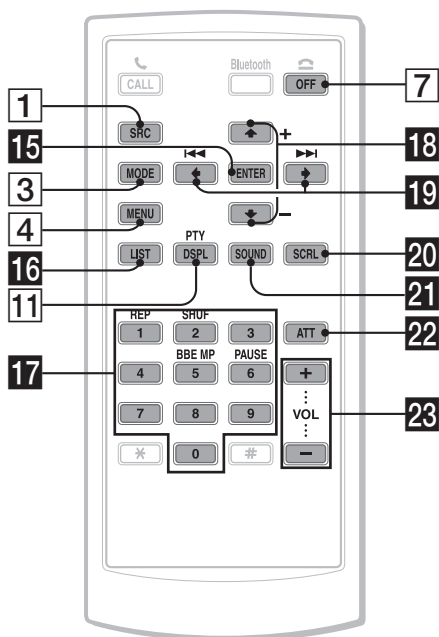 CALL Bluetooth OFF 7
1 SRC + 18
15 MODE ENTER 19
3
4 MENU −
PTY
16 LIST DSPL SOUND SCRL 20
11 21
REP SHUF
1 2 3 ATT 22
BBE MP PAUSE
17 4 5 6 +
7 8 9 VOL 23
* 0 # −